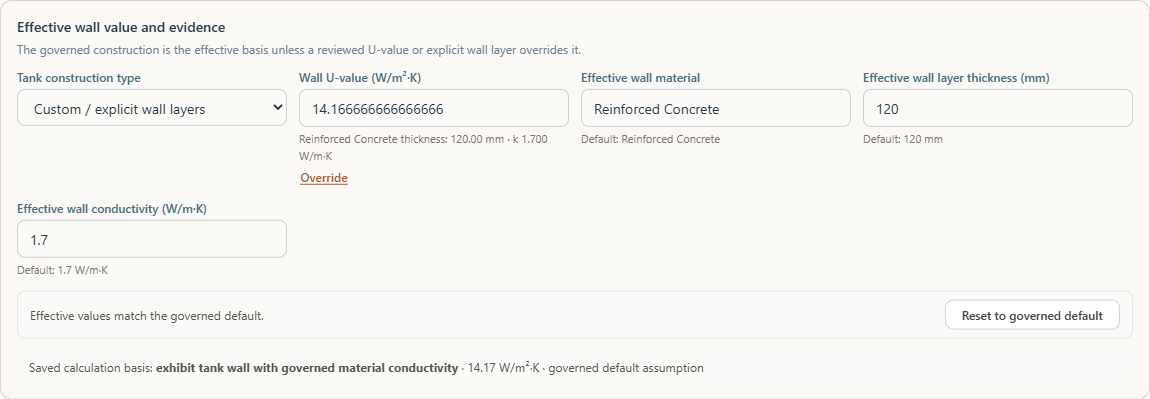 Effective wall value and evidence
The governed construction is the effective basis unless a reviewed U-value or explicit wall layer overrides it.
Tank construction type
Custom / explicit wall layers
Wall U-value (W/m²·K)
14.166666666666666
Reinforced Concrete thickness: 120.00 mm · k 1.700
W/m·K
Override
Effective wall material
Reinforced Concrete
Default: Reinforced Concrete
Effective wall layer thickness (mm)
120
Default: 120 mm
Effective wall conductivity (W/m·K)
1.7
Default: 1.7 W/m·K
Effective values match the governed default.
Reset to governed default
Saved calculation basis: exhibit tank wall with governed material conductivity · 14.17 W/m²·K · governed default assumption